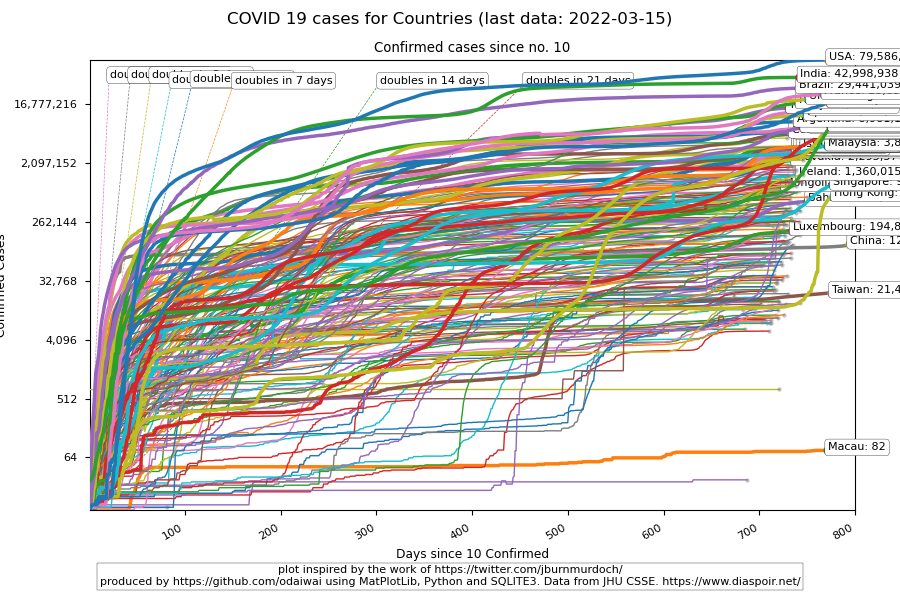 COVID 19 cases for Countries (last data: 2022-03-15)
Confirmed cases since no. 10
doubles in 7 days
doubles in 14 days
doubles in 21 days
USA: 79,586,
India: 42,998,938
Brazil: 29,441,039
Malaysia: 3,8
Ireland: 1,360,015
Singapore: 9
Hong Kong:
Luxembourg: 194,8
China: 12
Taiwan: 21,4
Macau: 82
16,777,216
2,097,152
262,144
32,768
4,096
512
64
Confirmed Cases
100
200
300
400
500
600
700
800
Days since 10 Confirmed
plot inspired by the work of https://twitter.com/jburnmurdoch/
produced by https://github.com/odaiwai using MatPlotLib, Python and SQLITE3. Data from JHU CSSE. https://www.diaspoir.net/